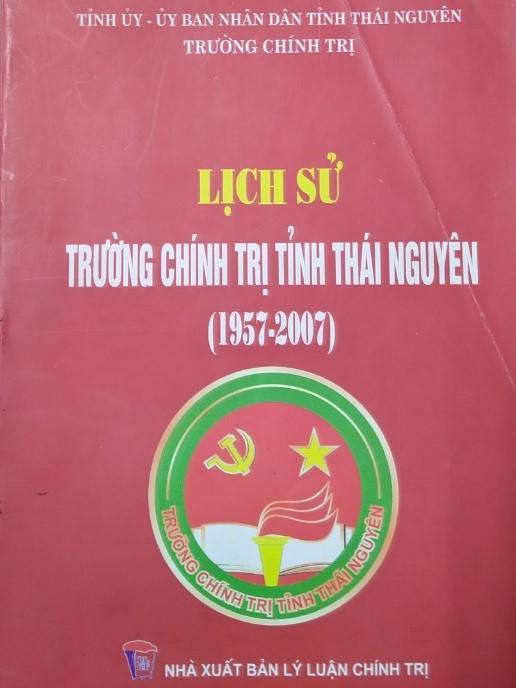 TỈNH ỦY - ỦY BAN NHÂN DÂN TỈNH THÁI NGUYÊN
TRƯỜNG CHÍNH TRỊ
LỊCH SỬ
TRƯỜNG CHÍNH TRỊ TỈNH THÁI NGUYÊN
(1957-2007)
TRƯỜNG CHÍNH TRỊ TỈNH THÁI NGUYÊN
NHÀ XUẤT BẢN LÝ LUẬN CHÍNH TRỊ